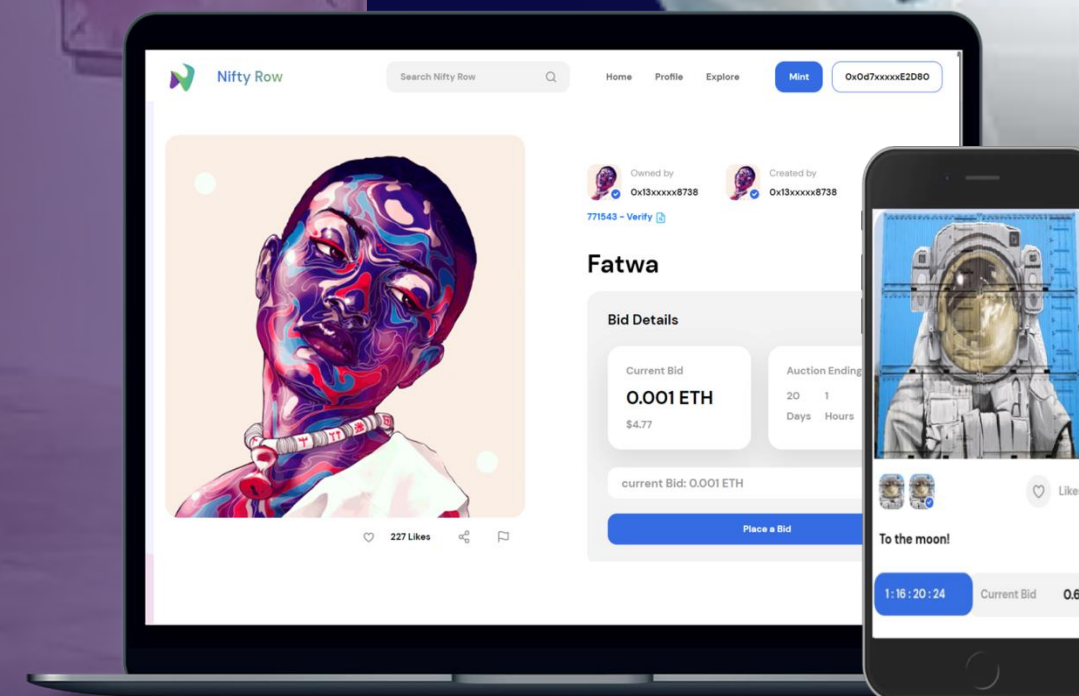 Nifty Row
Search Nifty Row
Home Profile Explore Mint 0x0d7xxxxxE2D80
Owned by
0x13xxxxx8738
Created by
0x13xxxxx8738
771543 - Verify
Fatwa
Bid Details
Current Bid
0.001 ETH
$4.77
Auction Ending
20 1
Days Hours
current Bid: 0.001 ETH
Place a Bid
227 Likes
Like
To the moon!
1 : 16 : 20 : 24 Current Bid 0.6